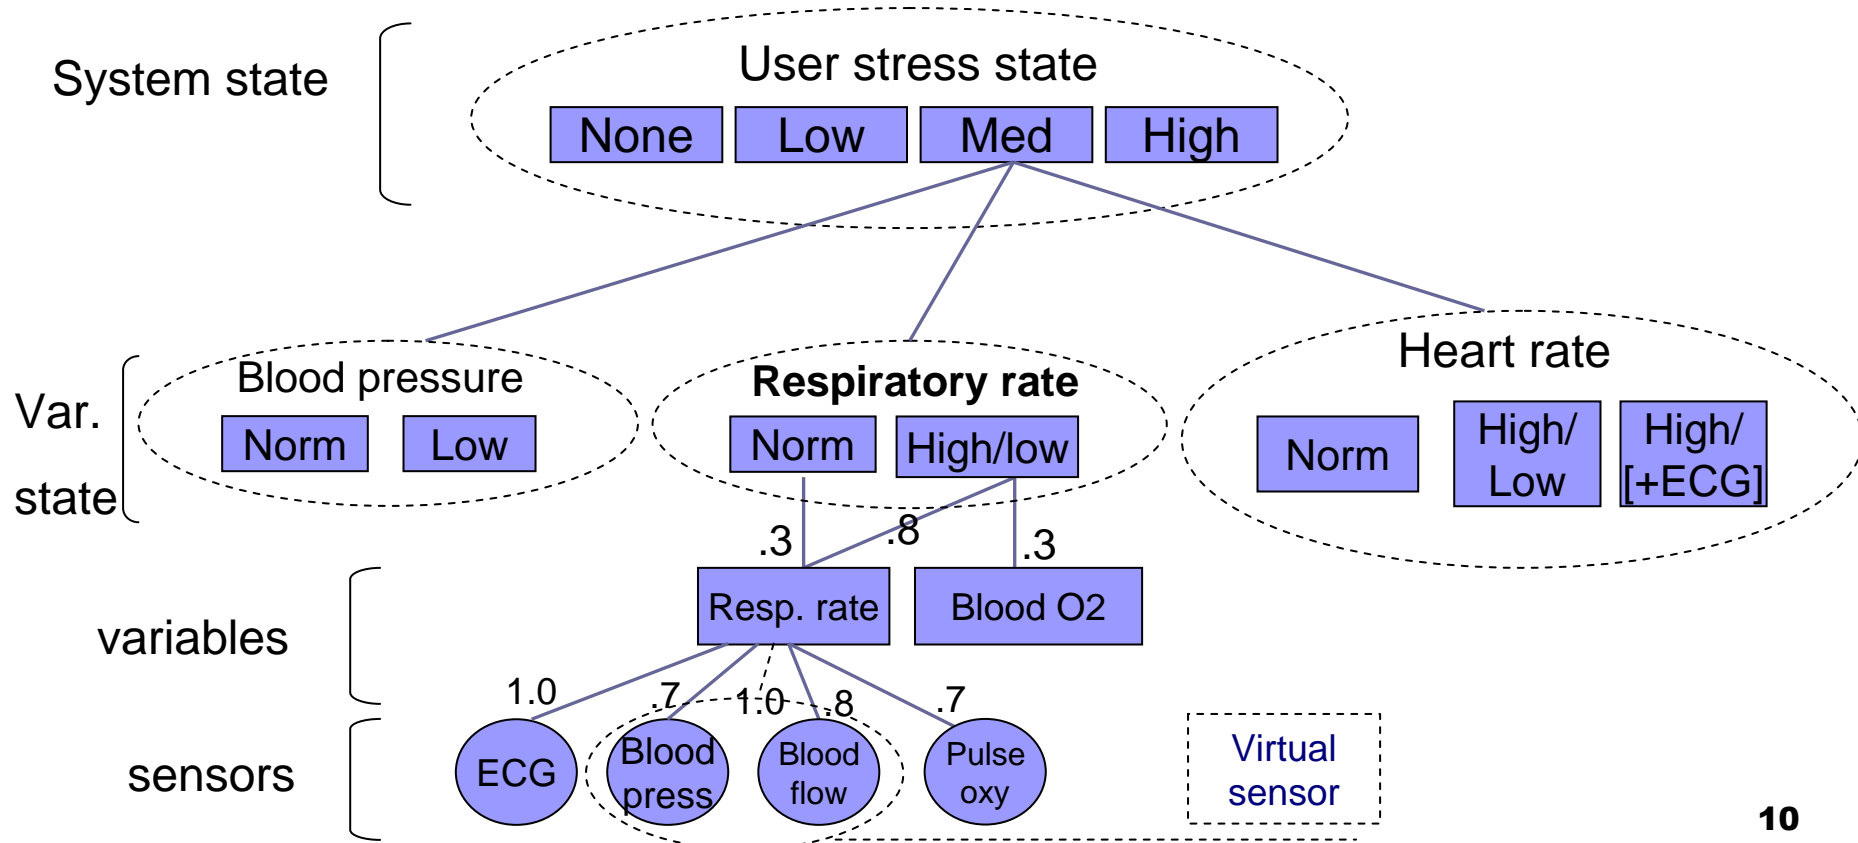 System state
User stress state
None Low Med High
Var.
state
Blood pressure
Norm Low
Respiratory rate
Norm High/low
Heart rate
Norm
High/
Low
High/
[+ECG]
.3 .8 .3
variables
Resp. rate
Blood O2
1.0 .7 1.0 .8 .7
sensors
ECG
Blood
press
Blood
flow
Pulse
oxy
Virtual
sensor
10